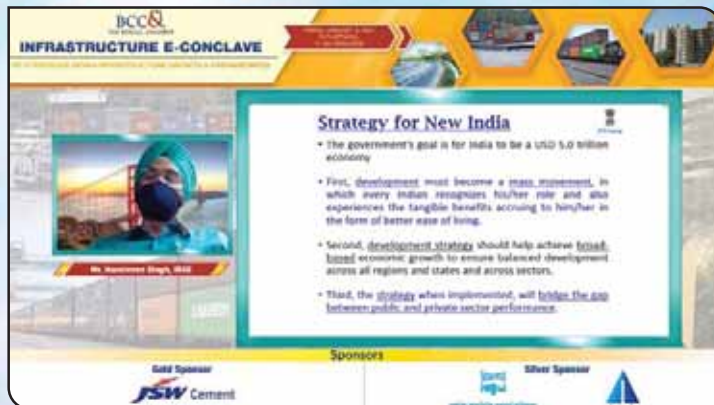 BCC&I
THE BENGAL CHAMBER
INFRASTRUCTURE E-CONCLAVE
Strategy for New India
• The government's goal is for India to be a USD 5.0 trillion
economy
• First, development must become a mass movement, in
which every Indian recognizes his/her role and also
experiences the tangible benefits accruing to him/her in
the form of better ease of living.
• Second, development strategy should help achieve broad-
based economic growth to ensure balanced development
across all regions and states and across sectors.
• Third, the strategy when implemented, will bridge the gap
between public and private sector performance.
Singh,
Sponsors
Gold Sponsor
Silver Sponsor
JSW Cement